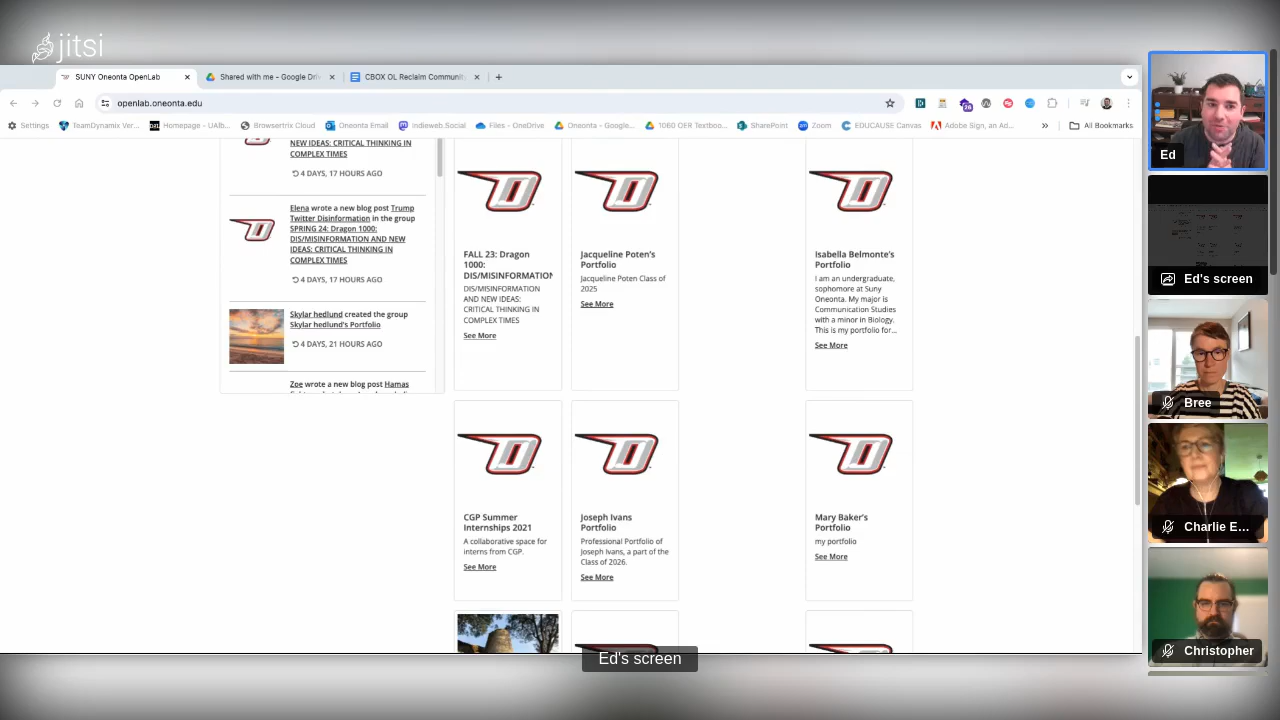 jitsi
SUNY Oneonta OpenLab
Shared with me - Google Dri
CBOX OL Reclaim Community
openlab.oneonta.edu
26
Settings
TeamDynamix Ver...
Homepage - UAlb...
Browsertrix Cloud
Oneonta Email
Indieweb.Social
Files - OneDrive
Oneonta - Google...
1060 OER Textboo...
SharePoint
Zoom
EDUCAUSE Canvas
Adobe Sign, an Ad...
»
All Bookmarks
NEW IDEAS: CRITICAL THINKING IN
COMPLEX TIMES
4 DAYS, 17 HOURS AGO
Elena wrote a new blog post Trump
Twitter Disinformation in the group
SPRING 24: Dragon 1000:
DIS/MISINFORMATION AND NEW
IDEAS: CRITICAL THINKING IN
COMPLEX TIMES
4 DAYS, 17 HOURS AGO
Skylar hedlund created the group
Skylar hedlund's Portfolio
4 DAYS, 21 HOURS AGO
Zoe wrote a new blog post Hamas
FALL 23: Dragon
1000:
DIS/MISINFORMATION
DIS/MISINFORMATION
AND NEW IDEAS:
CRITICAL THINKING IN
COMPLEX TIMES
See More
Jacqueline Poten's
Portfolio
Jacqueline Poten Class of
2025
See More
Isabella Belmonte's
Portfolio
I am an undergraduate,
sophomore at Suny
Oneonta. My major is
Communication Studies
with a minor in Biology.
This is my portfolio for...
See More
CGP Summer
Internships 2021
A collaborative space for
interns from CGP.
See More
Joseph Ivans
Portfolio
Professional Portfolio of
Joseph Ivans, a part of the
Class of 2026.
See More
Mary Baker's
Portfolio
my portfolio
See More
Ed's screen
Ed
Ed's screen
Bree
Charlie E...
Christopher